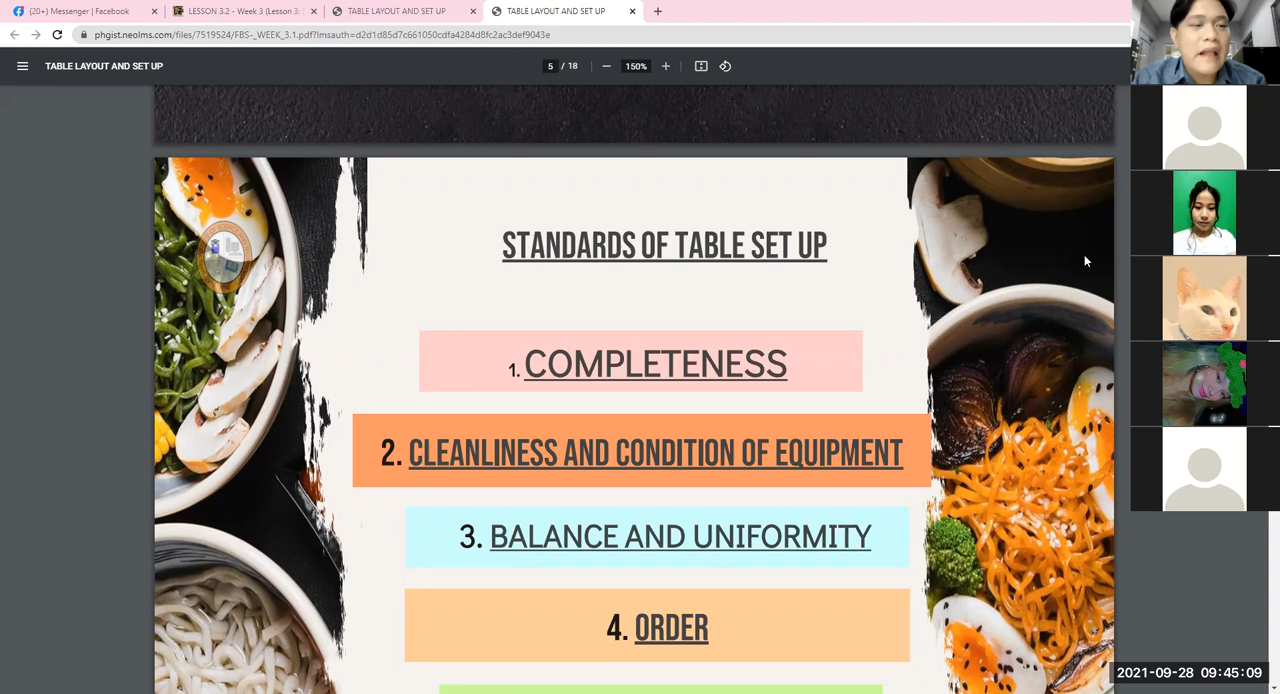 (20+) Messenger | Facebook
LESSON 3.2 - Week 3 (Lesson 3:
TABLE LAYOUT AND SET UP
TABLE LAYOUT AND SET UP
phgist.neolms.com/files/7519524/FBS-_WEEK_3.1.pdf?lmsauth=d2d1d85d7c661050cdfa4284d8fc2ac3def9043e
TABLE LAYOUT AND SET UP
5 / 18
150%
STANDARDS OF TABLE SET UP
1. COMPLETENESS
2. CLEANLINESS AND CONDITION OF EQUIPMENT
3. BALANCE AND UNIFORMITY
4. ORDER
2021-09-28 09:45:09